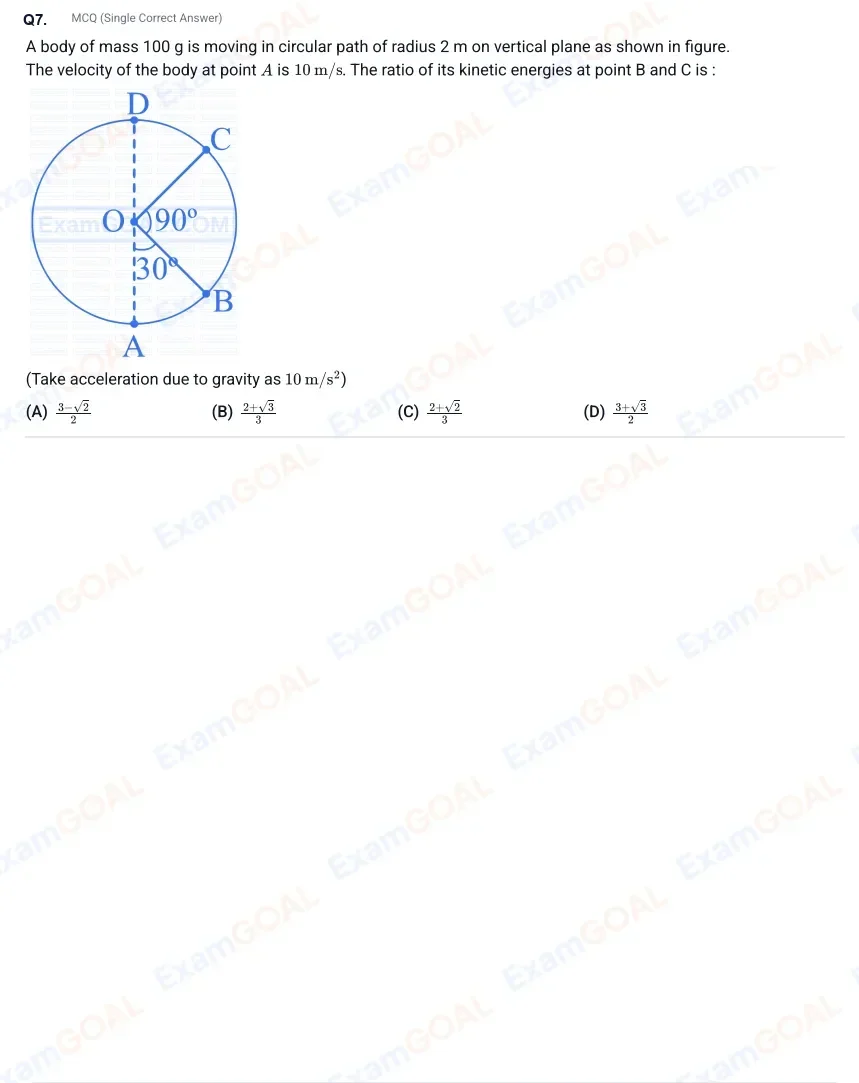 Q7. MCQ (Single Correct Answer)
A body of mass 100 g is moving in circular path of radius 2 m on vertical plane as shown in figure.
The velocity of the body at point A is 10 m/s. The ratio of its kinetic energies at point B and C is :
D
C
O 90º
30º
B
A
(Take acceleration due to gravity as 10 m/s²)
(A) (3−√2)/2 (B) (2+√3)/3 (C) (2+√2)/3 (D) (3+√3)/2
ExamGOAL